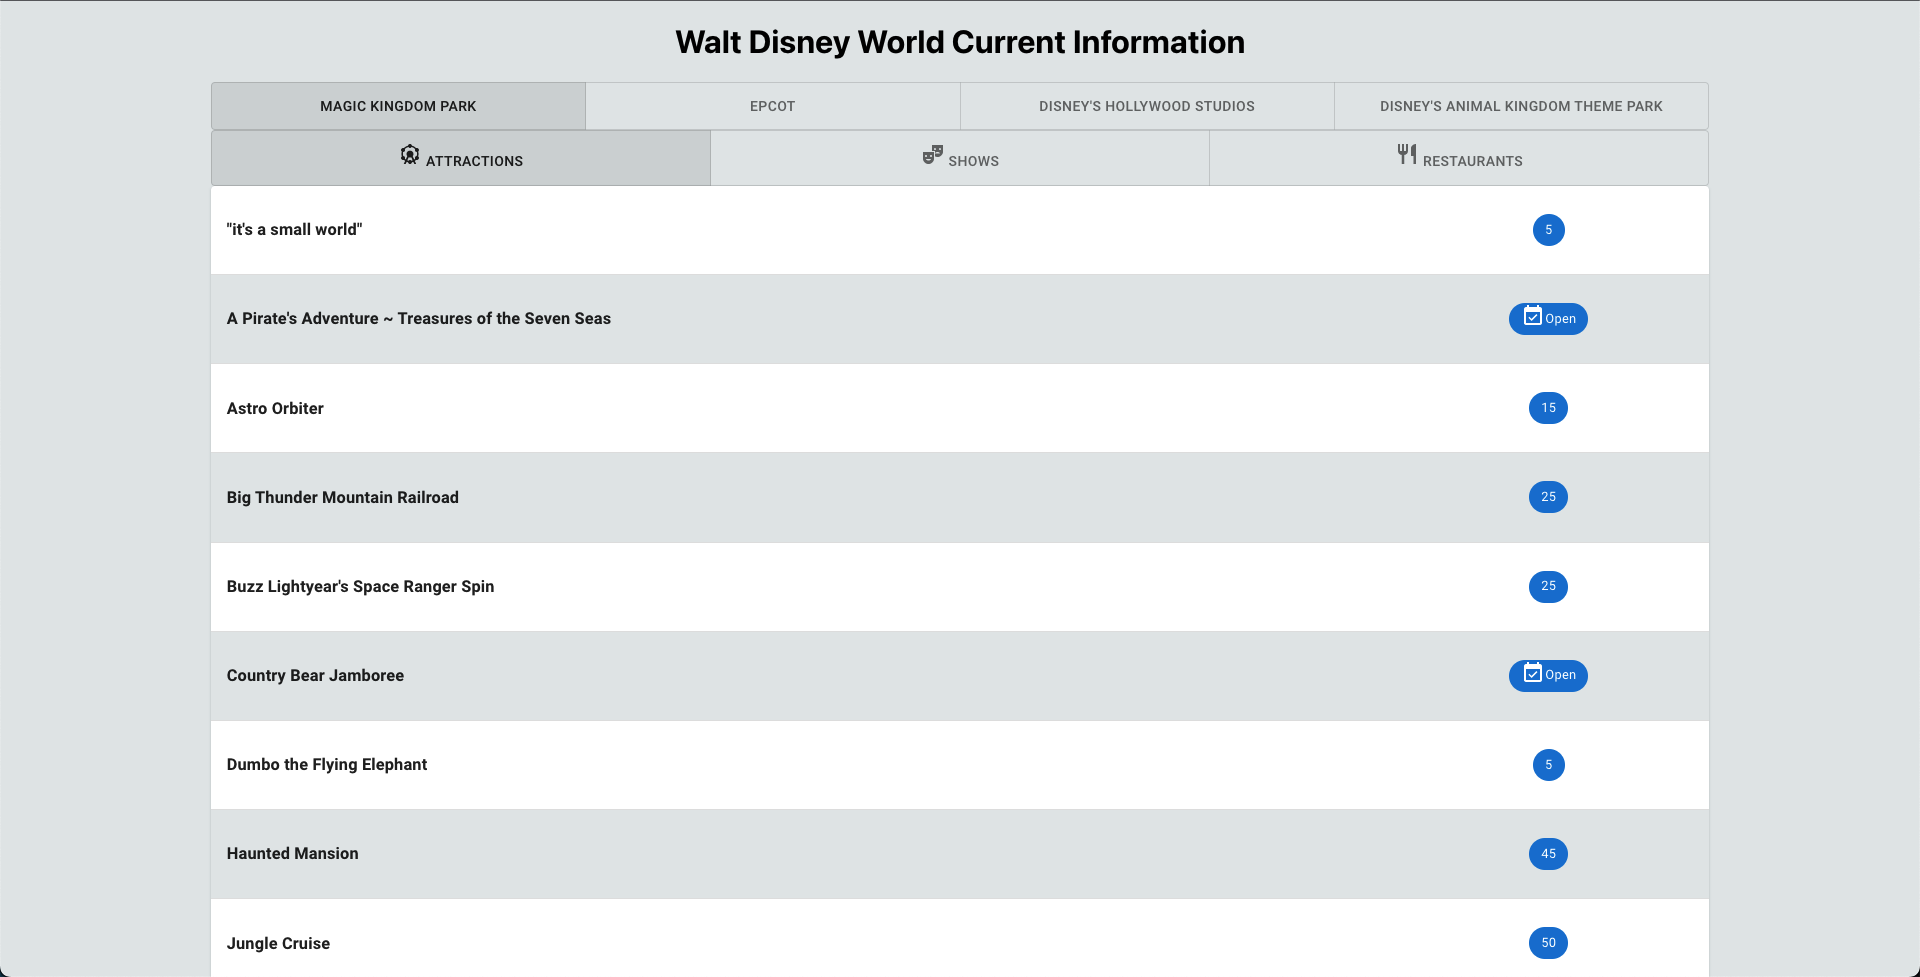 Walt Disney World Current Information
MAGIC KINGDOM PARK EPCOT DISNEY'S HOLLYWOOD STUDIOS DISNEY'S ANIMAL KINGDOM THEME PARK
ATTRACTIONS SHOWS RESTAURANTS
"it's a small world" 5
A Pirate's Adventure ~ Treasures of the Seven Seas Open
Astro Orbiter 15
Big Thunder Mountain Railroad 25
Buzz Lightyear's Space Ranger Spin 25
Country Bear Jamboree Open
Dumbo the Flying Elephant 5
Haunted Mansion 45
Jungle Cruise 50